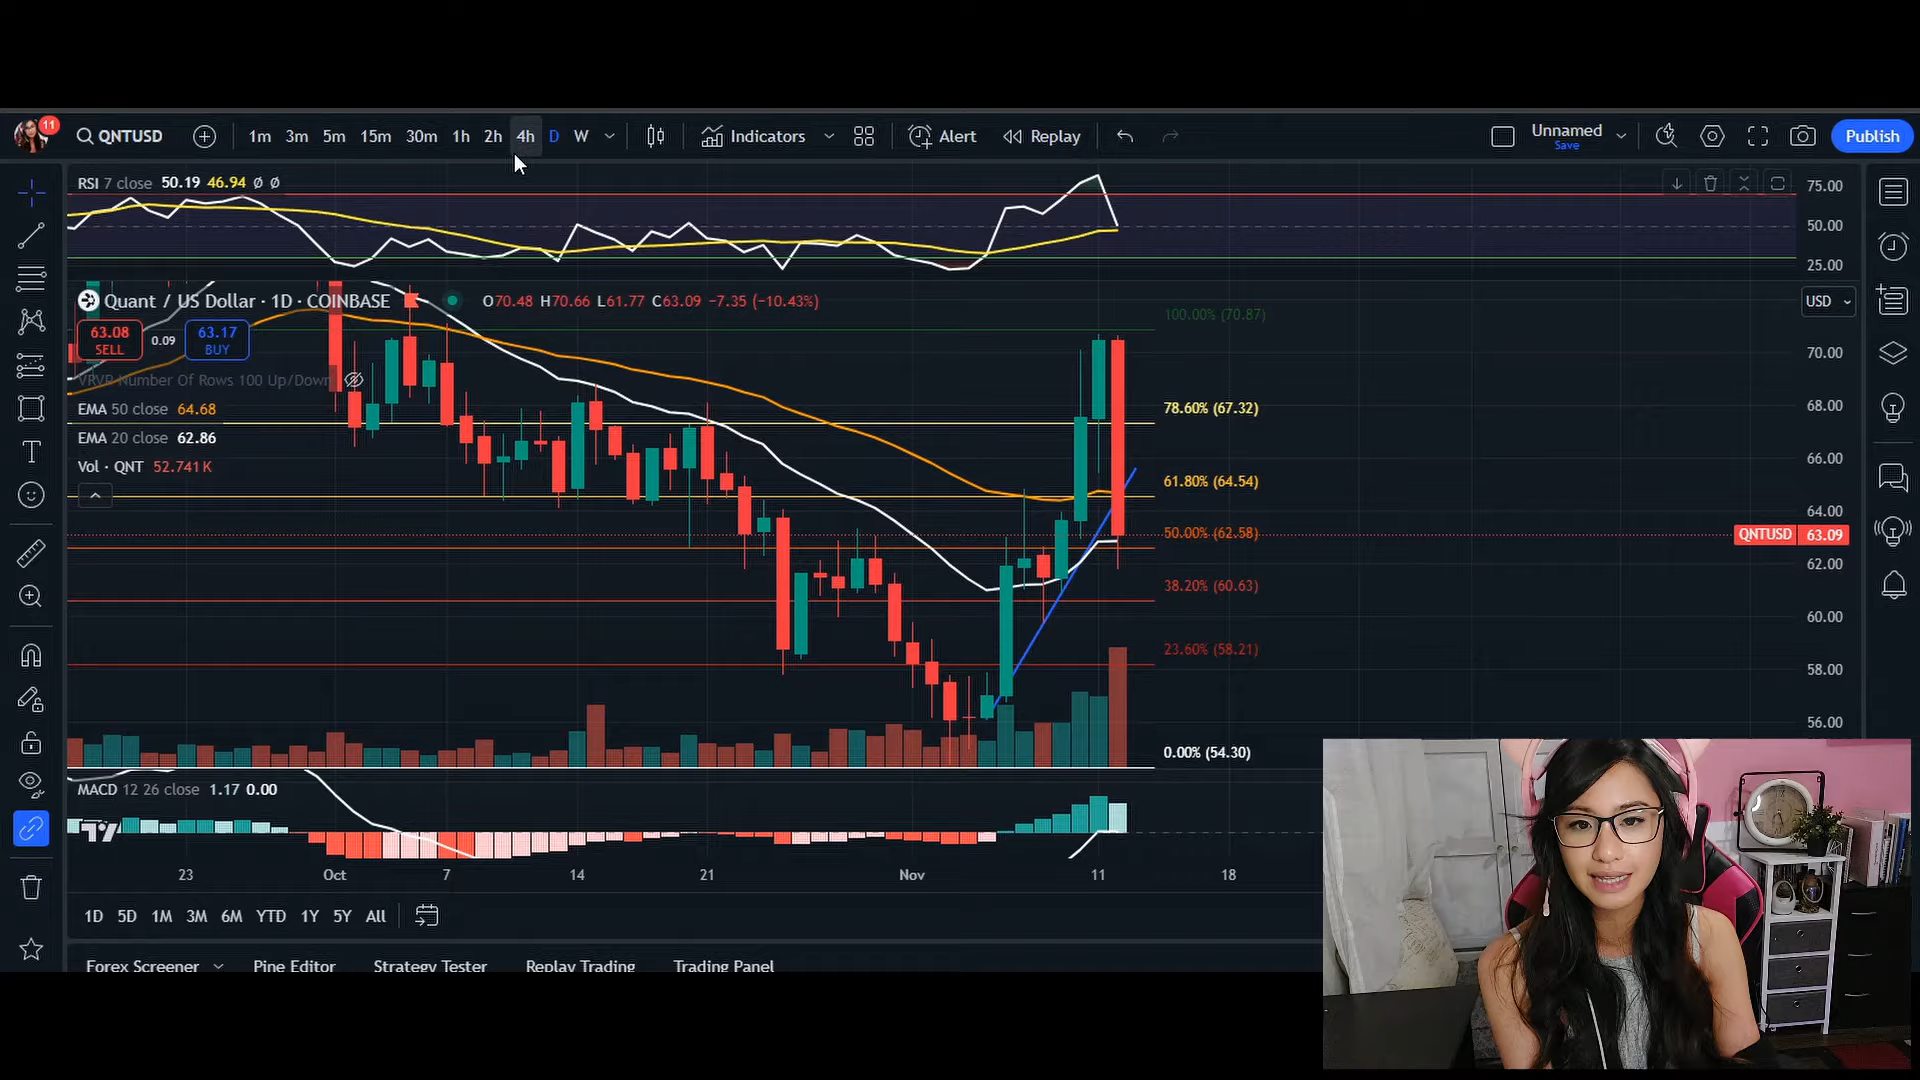 11 QNTUSD 1m 3m 5m 15m 30m 1h 2h 4h D W Indicators Alert Replay Unnamed Publish
Save
RSI 7 close 50.19 46.94 Ø Ø
75.00
50.00
25.00
Quant / US Dollar · 1D · COINBASE O70.48 H70.66 L61.77 C63.09 −7.35 (−10.43%)
USD
63.08 SELL
0.09
63.17 BUY
VRVP Number Of Rows 100 Up/Down
EMA 50 close 64.68
EMA 20 close 62.86
Vol · QNT 52.741K
100.00% (70.87)
78.60% (67.32)
61.80% (64.54)
50.00% (62.58)
38.20% (60.63)
23.60% (58.21)
0.00% (54.30)
70.00
68.00
66.00
64.00
QNTUSD 63.09
62.00
60.00
58.00
56.00
MACD 12 26 close 1.17 0.00
23 Oct 7 14 21 Nov 11 18
1D 5D 1M 3M 6M YTD 1Y 5Y All
Forex Screener Pine Editor Strategy Tester Replay Trading Trading Panel